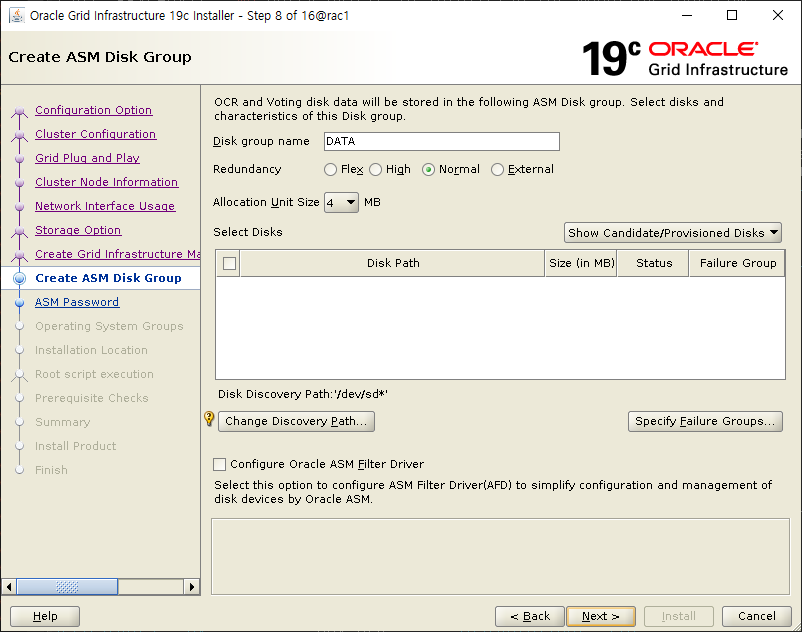 Oracle Grid Infrastructure 19c Installer - Step 8 of 16@rac1
Create ASM Disk Group
19c ORACLE
Grid Infrastructure
Configuration Option
Cluster Configuration
Grid Plug and Play
Cluster Node Information
Network Interface Usage
Storage Option
Create Grid Infrastructure Ma
Create ASM Disk Group
ASM Password
Operating System Groups
Installation Location
Root script execution
Prerequisite Checks
Summary
Install Product
Finish
OCR and Voting disk data will be stored in the following ASM Disk group. Select disks and
characteristics of this Disk group.
Disk group name DATA
Redundancy Flex High Normal External
Allocation Unit Size 4 MB
Select Disks Show Candidate/Provisioned Disks
Disk Path Size (in MB) Status Failure Group
Disk Discovery Path:'/dev/sd*'
Change Discovery Path... Specify Failure Groups...
Configure Oracle ASM Filter Driver
Select this option to configure ASM Filter Driver(AFD) to simplify configuration and management of
disk devices by Oracle ASM.
Help < Back Next > Install Cancel